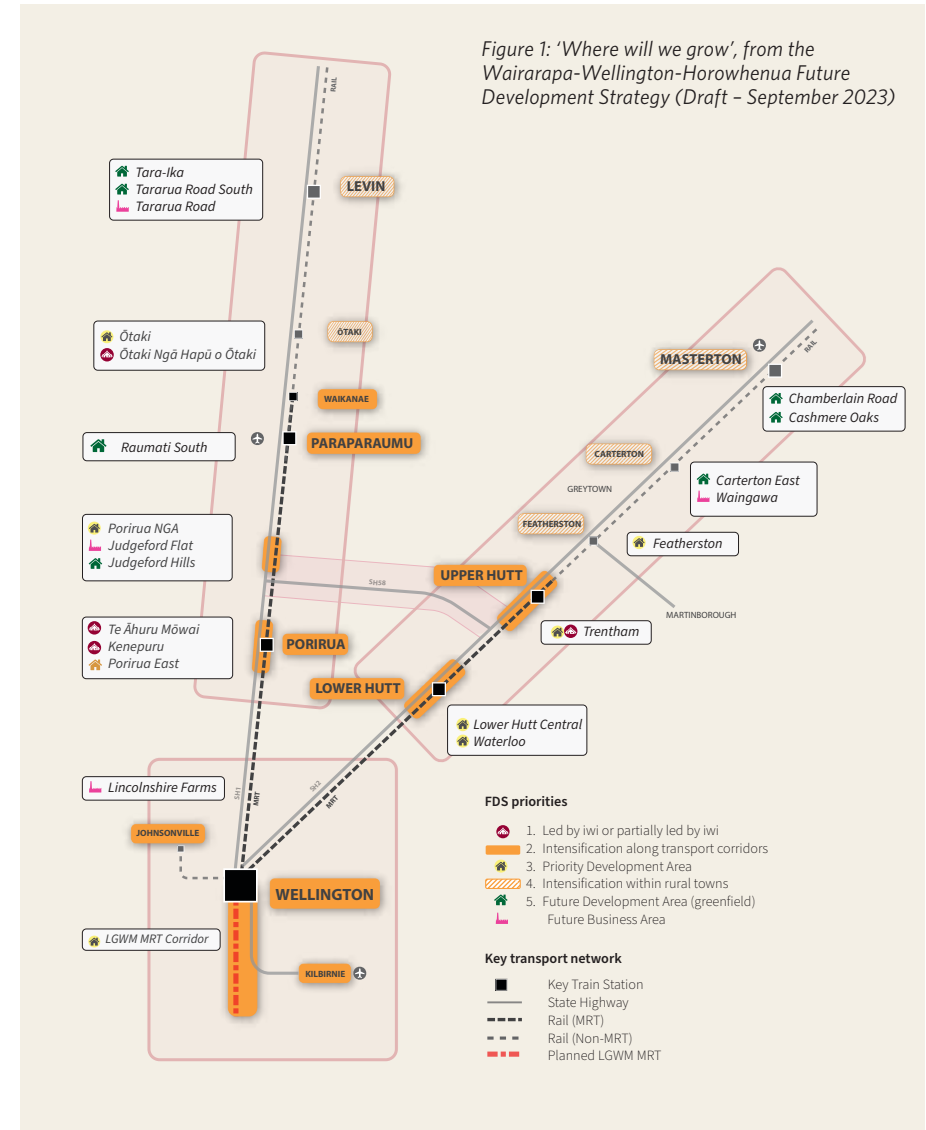 Figure 1: ‘Where will we grow’, from the
Wairarapa-Wellington-Horowhenua Future
Development Strategy (Draft – September 2023)
RAIL
Tara-Ika
Tararua Road South
Tararua Road
LEVIN
Ōtaki
Ōtaki Ngā Hapū o Ōtaki
ŌTAKI
WAIKANAE
Raumati South
PARAPARAUMU
MASTERTON
RAIL
Chamberlain Road
Cashmere Oaks
CARTERTON
GREYTOWN
Carterton East
Waingawa
FEATHERSTON
Featherston
Porirua NGA
Judgeford Flat
Judgeford Hills
SH58
UPPER HUTT
MARTINBOROUGH
Te Āhuru Mōwai
Kenepuru
Porirua East
PORIRUA
Trentham
LOWER HUTT
Lower Hutt Central
Waterloo
Lincolnshire Farms
SH1
MRT
SH2
MRT
JOHNSONVILLE
WELLINGTON
LGWM MRT Corridor
KILBIRNIE
FDS priorities
1. Led by iwi or partially led by iwi
2. Intensification along transport corridors
3. Priority Development Area
4. Intensification within rural towns
5. Future Development Area (greenfield)
Future Business Area
Key transport network
Key Train Station
State Highway
Rail (MRT)
Rail (Non-MRT)
Planned LGWM MRT